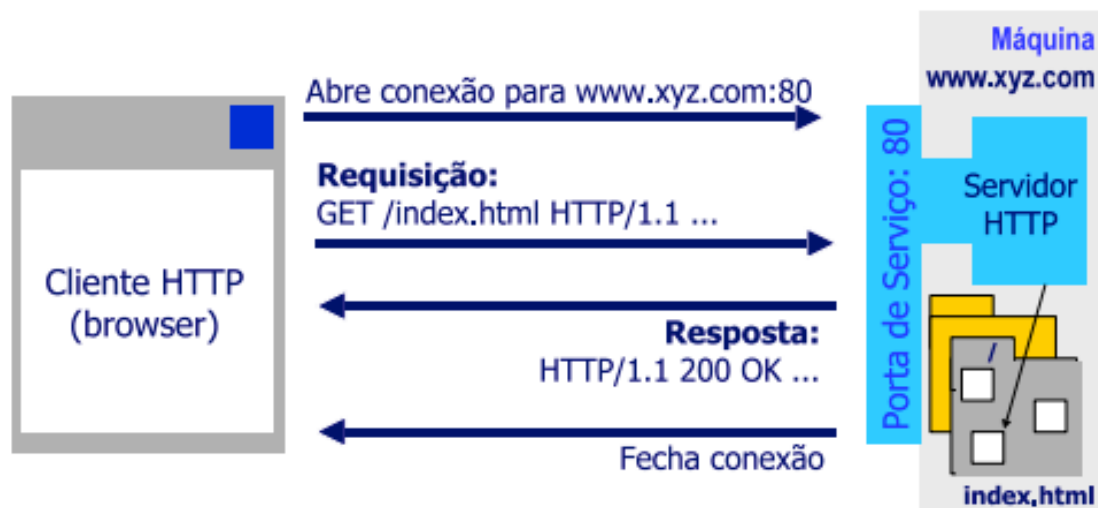 Máquina
www.xyz.com
Abre conexão para www.xyz.com:80
Requisição:
GET /index.html HTTP/1.1 ...
Cliente HTTP
(browser)
Resposta:
HTTP/1.1 200 OK ...
Fecha conexão
Porta de Serviço: 80
Servidor
HTTP
/
index.html